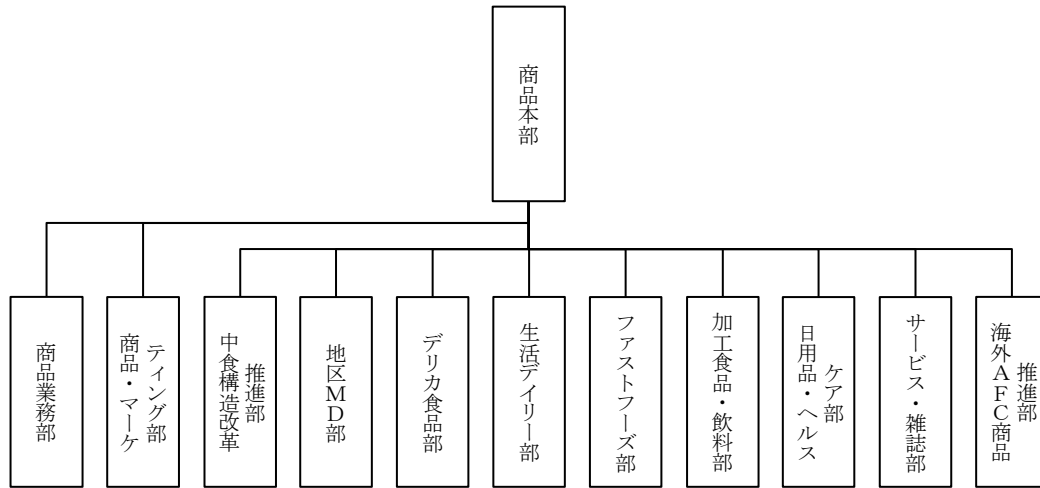 商品本部
商品業務部
商品・マーケ
ティング部
中食構造改革
推進部
地区ＭＤ部
デリカ食品部
生活デイリー部
ファストフーズ部
加工食品・飲料部
日用品・ヘルス
ケア部
サービス・雑誌部
海外ＡＦＣ商品
推進部